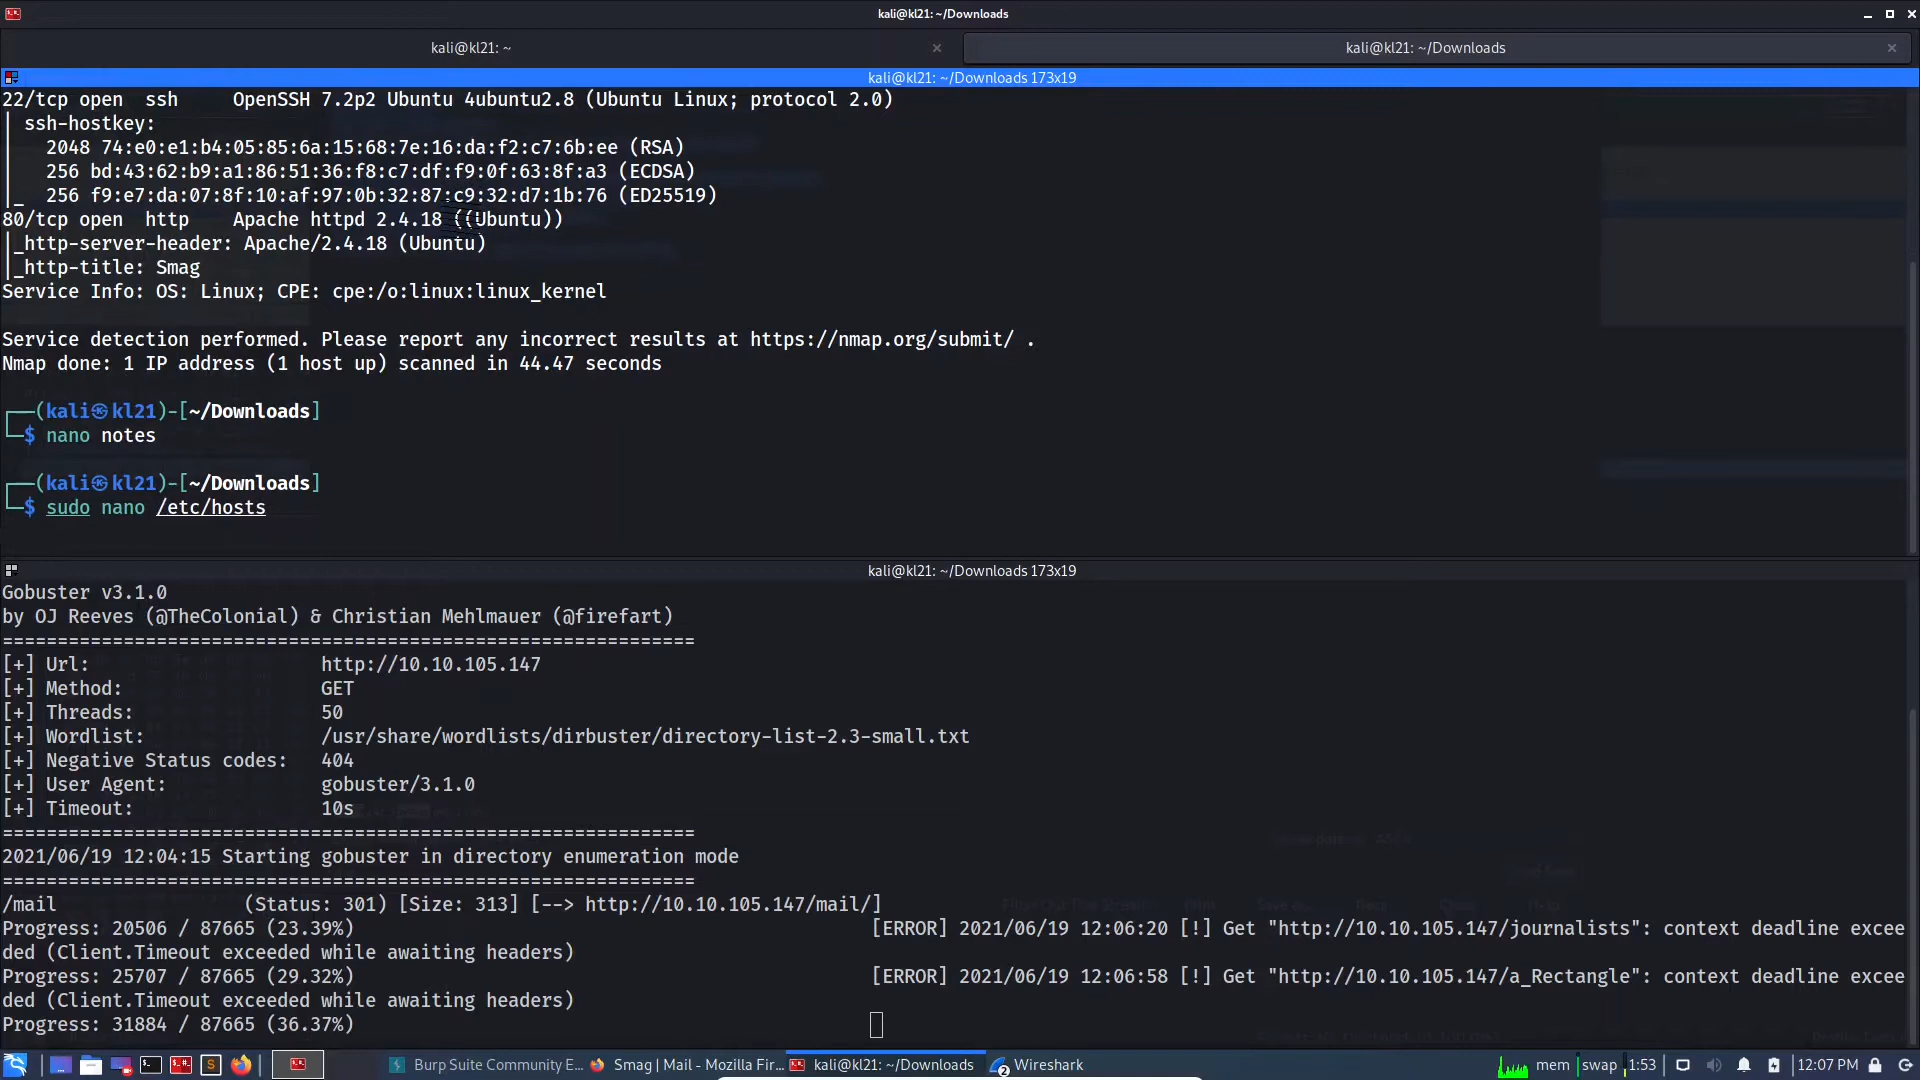 kali@kl21: ~/Downloads
kali@kl21: ~
kali@kl21: ~/Downloads
kali@kl21: ~/Downloads 173x19
22/tcp open  ssh     OpenSSH 7.2p2 Ubuntu 4ubuntu2.8 (Ubuntu Linux; protocol 2.0)
| ssh-hostkey:
|   2048 74:e0:e1:b4:05:85:6a:15:68:7e:16:da:f2:c7:6b:ee (RSA)
|   256 bd:43:62:b9:a1:86:51:36:f8:c7:df:f9:0f:63:8f:a3 (ECDSA)
|_  256 f9:e7:da:07:8f:10:af:97:0b:32:87:c9:32:d7:1b:76 (ED25519)
80/tcp open  http    Apache httpd 2.4.18 ((Ubuntu))
|_http-server-header: Apache/2.4.18 (Ubuntu)
|_http-title: Smag
Service Info: OS: Linux; CPE: cpe:/o:linux:linux_kernel
Service detection performed. Please report any incorrect results at https://nmap.org/submit/ .
Nmap done: 1 IP address (1 host up) scanned in 44.47 seconds
┌──(kali㉿kl21)-[~/Downloads]
└─$ nano notes
┌──(kali㉿kl21)-[~/Downloads]
└─$ sudo nano /etc/hosts
kali@kl21: ~/Downloads 173x19
Gobuster v3.1.0
by OJ Reeves (@TheColonial) & Christian Mehlmauer (@firefart)
===============================================================
[+] Url:                     http://10.10.105.147
[+] Method:                  GET
[+] Threads:                 50
[+] Wordlist:                /usr/share/wordlists/dirbuster/directory-list-2.3-small.txt
[+] Negative Status codes:   404
[+] User Agent:              gobuster/3.1.0
[+] Timeout:                 10s
===============================================================
2021/06/19 12:04:15 Starting gobuster in directory enumeration mode
===============================================================
/mail                 (Status: 301) [Size: 313] [--> http://10.10.105.147/mail/]
Progress: 20506 / 87665 (23.39%)                                               [ERROR] 2021/06/19 12:06:20 [!] Get "http://10.10.105.147/journalists": context deadline excee
ded (Client.Timeout exceeded while awaiting headers)
Progress: 25707 / 87665 (29.32%)                                               [ERROR] 2021/06/19 12:06:58 [!] Get "http://10.10.105.147/a_Rectangle": context deadline excee
ded (Client.Timeout exceeded while awaiting headers)
Progress: 31884 / 87665 (36.37%)
Burp Suite Community E... Smag | Mail - Mozilla Fir... kali@kl21: ~/Downloads 2 Wireshark mem swap 1:53 12:07 PM